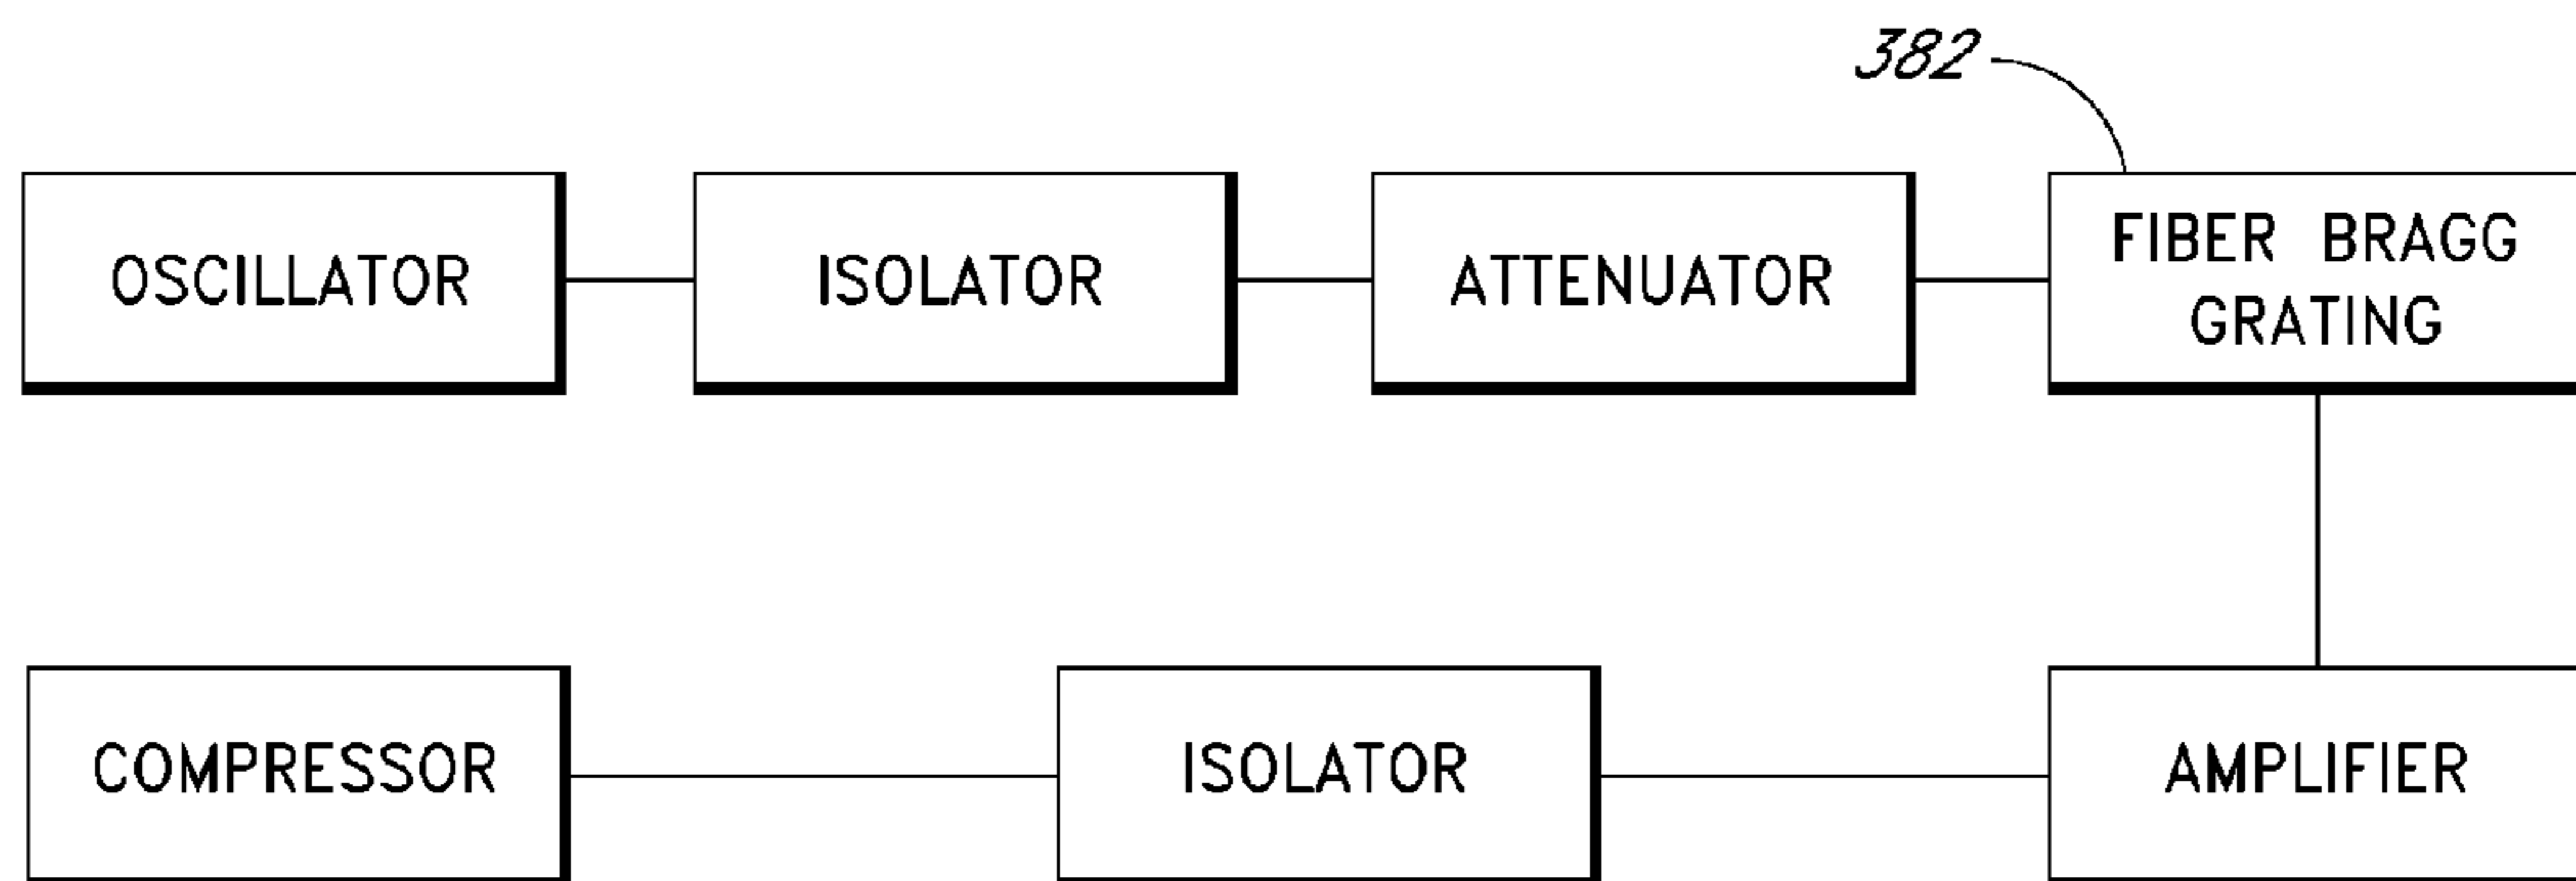 382
OSCILLATOR
ISOLATOR
ATTENUATOR
FIBER BRAGG
GRATING
COMPRESSOR
ISOLATOR
AMPLIFIER